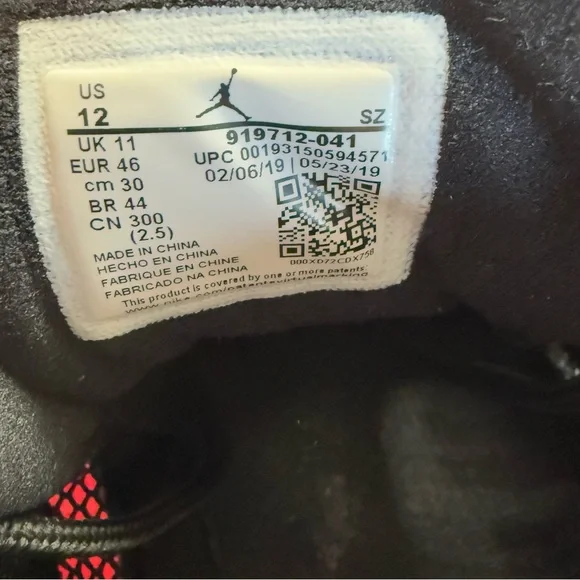 US
12
SZ
UK 11
919712-041
EUR 46
UPC 00193150594571
cm 30
02/06/19 | 05/23/19
BR 44
CN 300
(2.5)
MADE IN CHINA
HECHO EN CHINA
FABRIQUE EN CHINE
FABRICADO NA CHINA
000XD72CDX758
This product is covered by one or more patents.